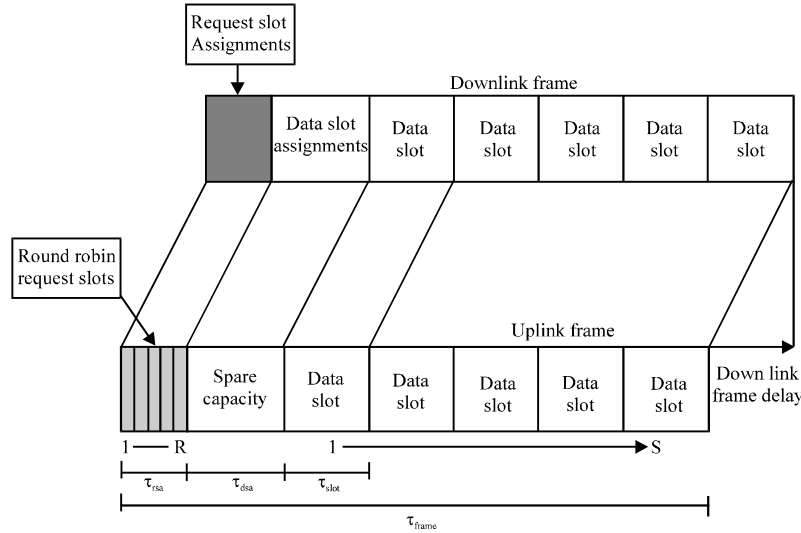 Request slot
Assignments
Downlink frame
Data slot
assignments
Data
slot
Data
slot
Data
slot
Data
slot
Data
slot
Round robin
request slots
Uplink frame
Spare
capacity
Data
slot
Data
slot
Data
slot
Data
slot
Data
slot
Down link
frame delay
1 R 1 S
τrsa τdsa τslot
τframe